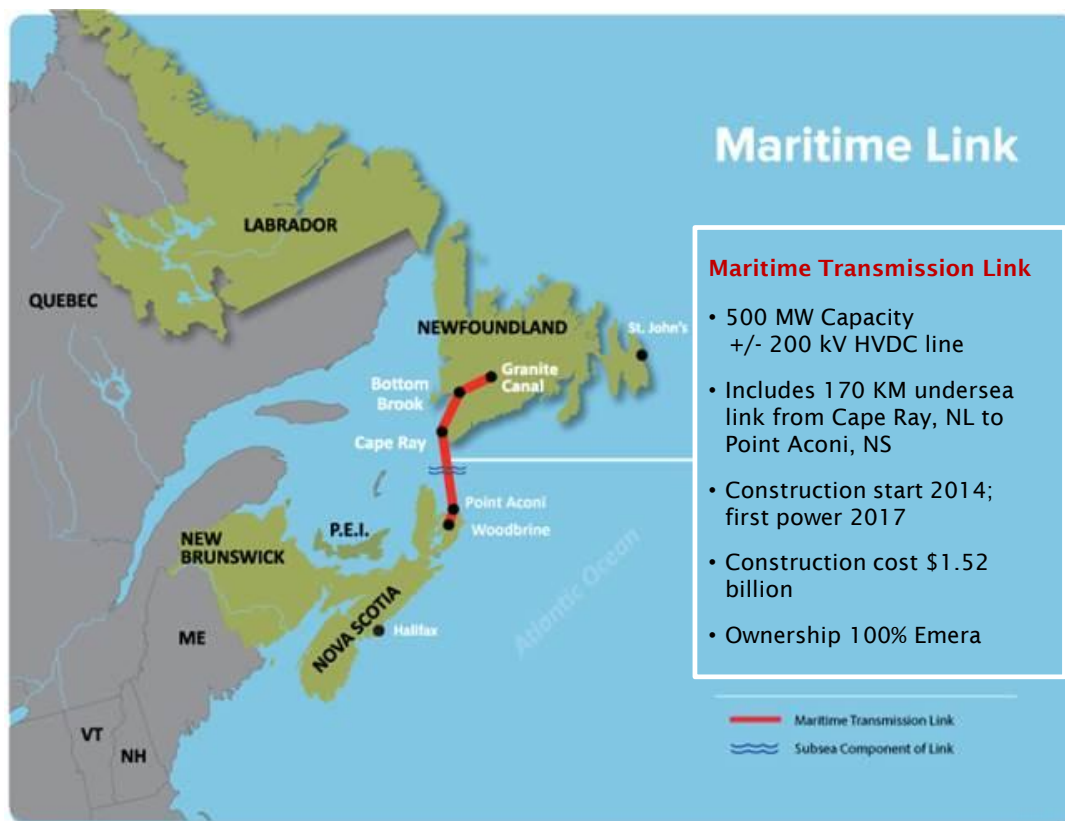 Maritime Link
LABRADOR
QUEBEC
NEWFOUNDLAND
St. John's
Granite
Canal
Bottom
Brook
Cape Ray
Point Aconi
Woodbrine
P.E.I.
NEW
BRUNSWICK
NOVA SCOTIA
Halifax
Atlantic Ocean
ME
VT
NH
Maritime Transmission Link
• 500 MW Capacity
+/- 200 kV HVDC line
• Includes 170 KM undersea
link from Cape Ray, NL to
Point Aconi, NS
• Construction start 2014;
first power 2017
• Construction cost $1.52
billion
• Ownership 100% Emera
Maritime Transmission Link
Subsea Component of Link